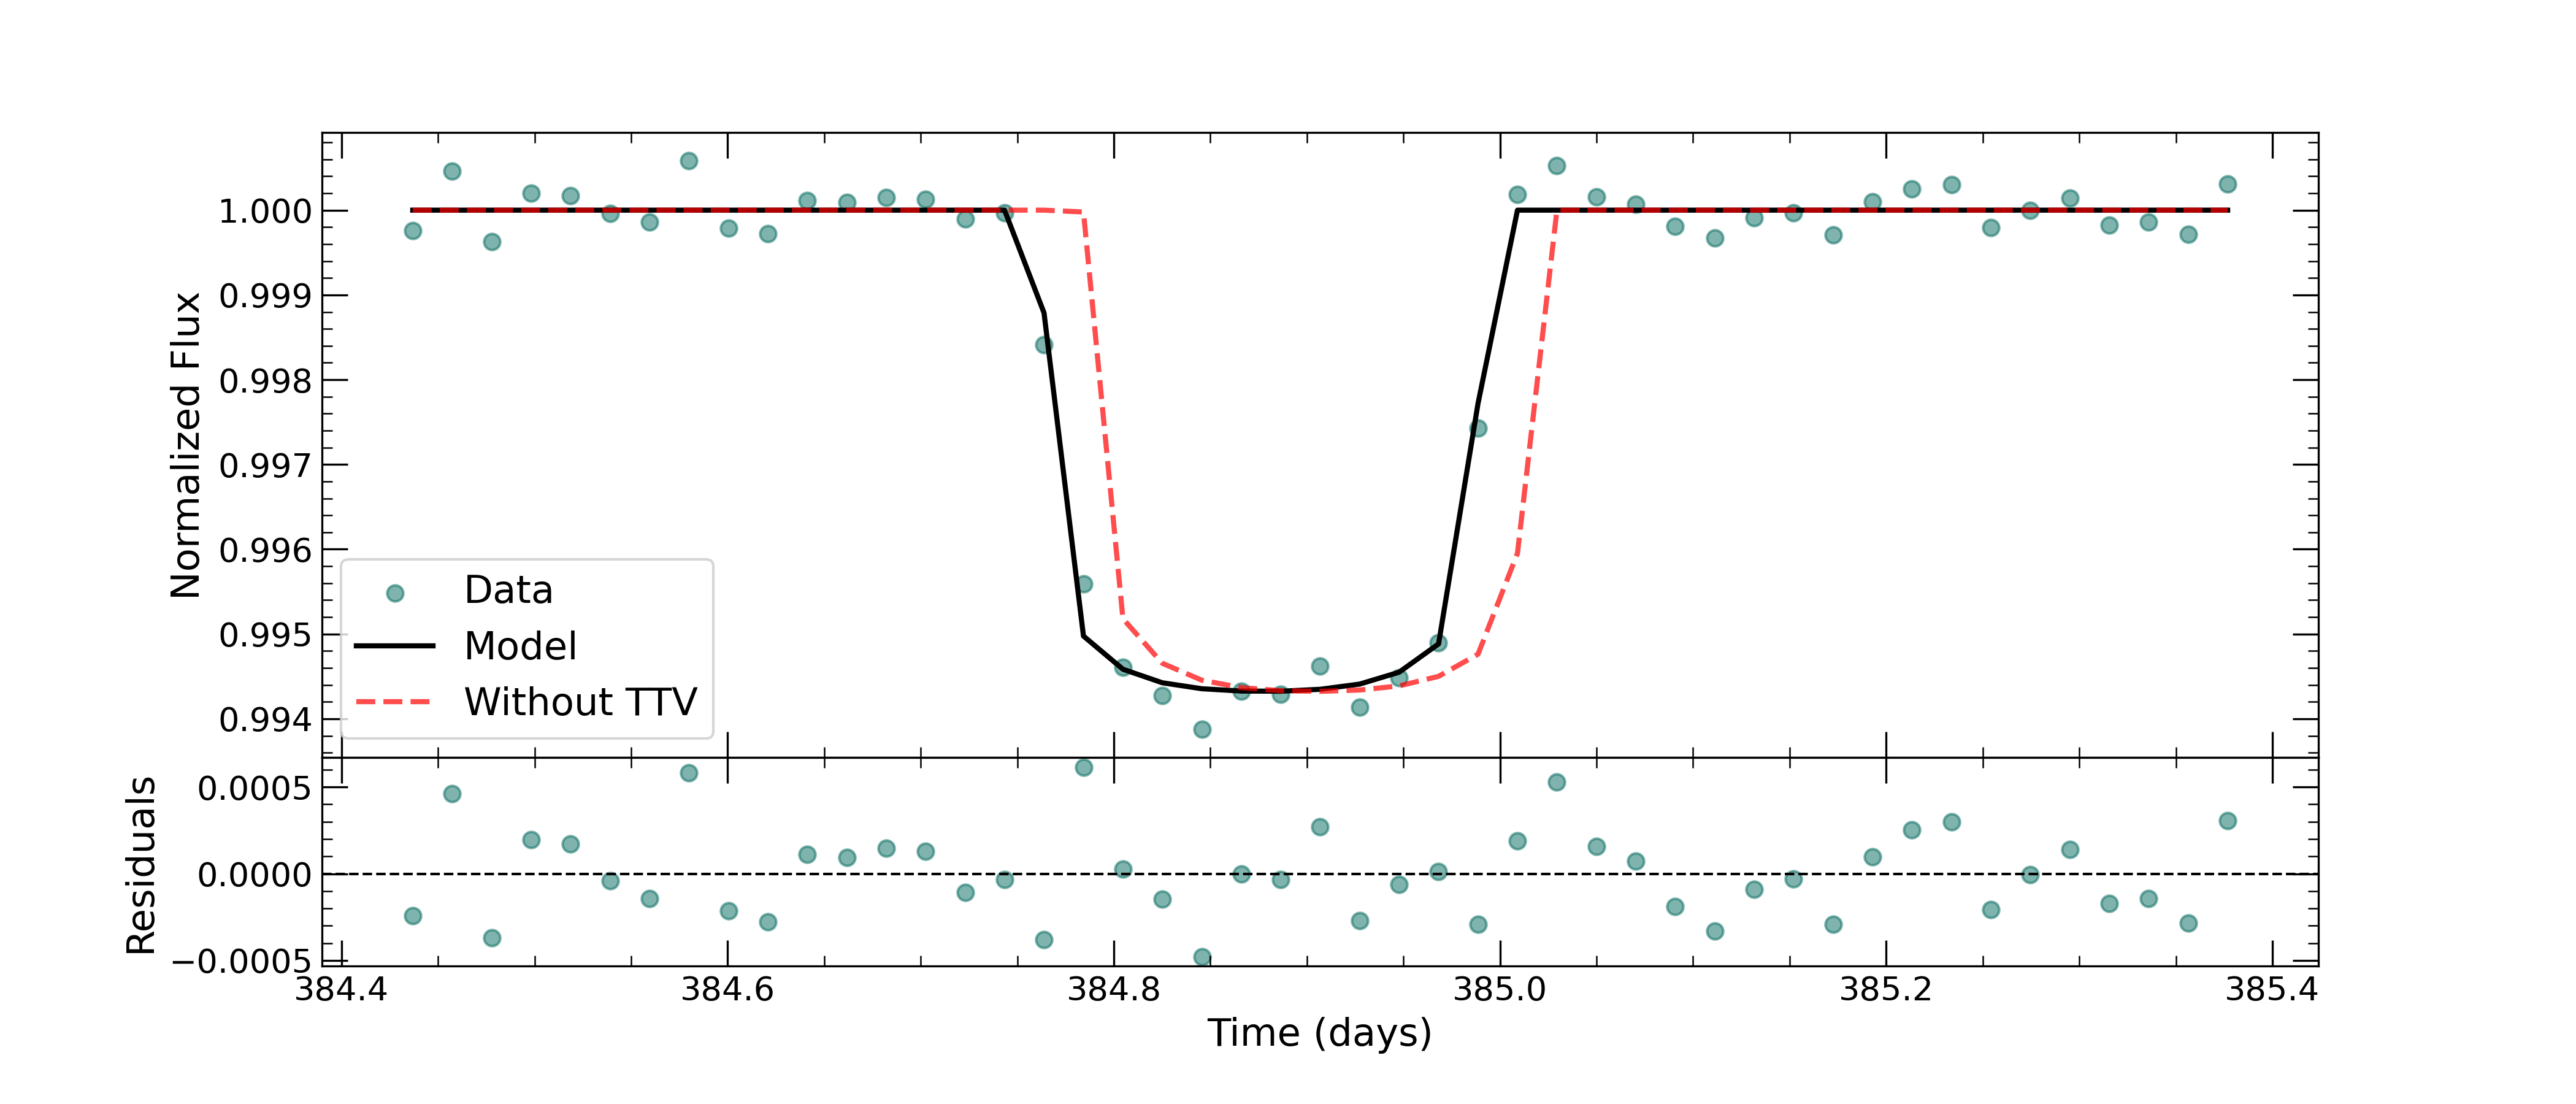 Normalized Flux
1.000
0.999
0.998
0.997
0.996
0.995
0.994
Data
Model
Without TTV
Residuals
0.0005
0.0000
−0.0005
384.4 384.6 384.8 385.0 385.2 385.4
Time (days)